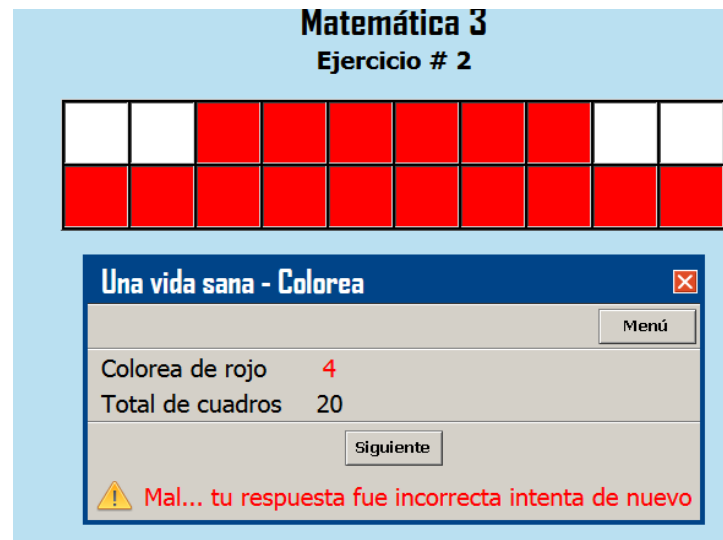 Matemática 3
Ejercicio # 2
Una vida sana - Colorea
Menú
Colorea de rojo 4
Total de cuadros 20
Siguiente
Mal... tu respuesta fue incorrecta intenta de nuevo